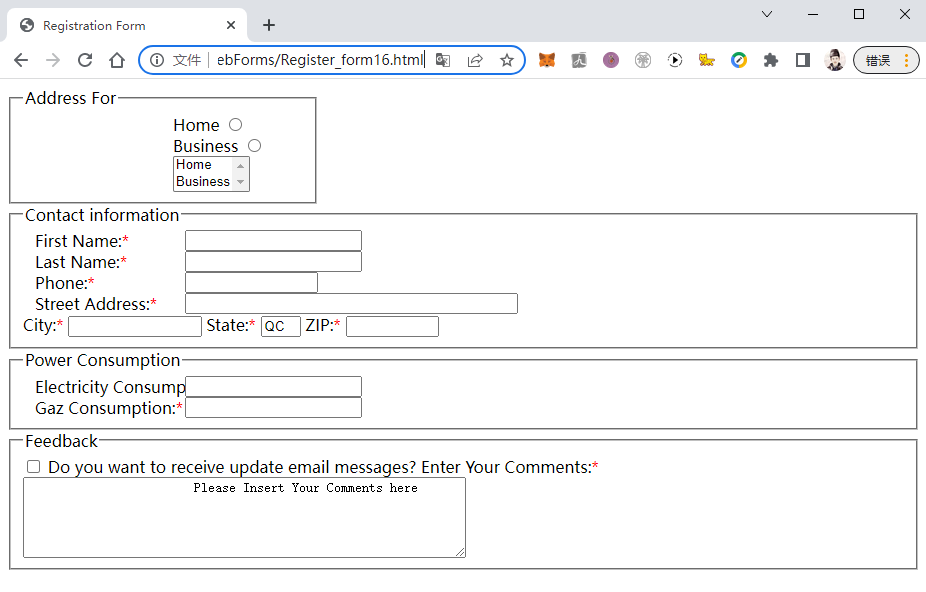 Registration Form
文件 ebForms/Register_form16.html 错误
Address For
Home
Business
Home
Business
Contact information
First Name:*
Last Name:*
Phone:*
Street Address:*
City:* State:* QC ZIP:*
Power Consumption
Electricity Consump
Gaz Consumption:*
Feedback
Do you want to receive update email messages? Enter Your Comments:*
Please Insert Your Comments here